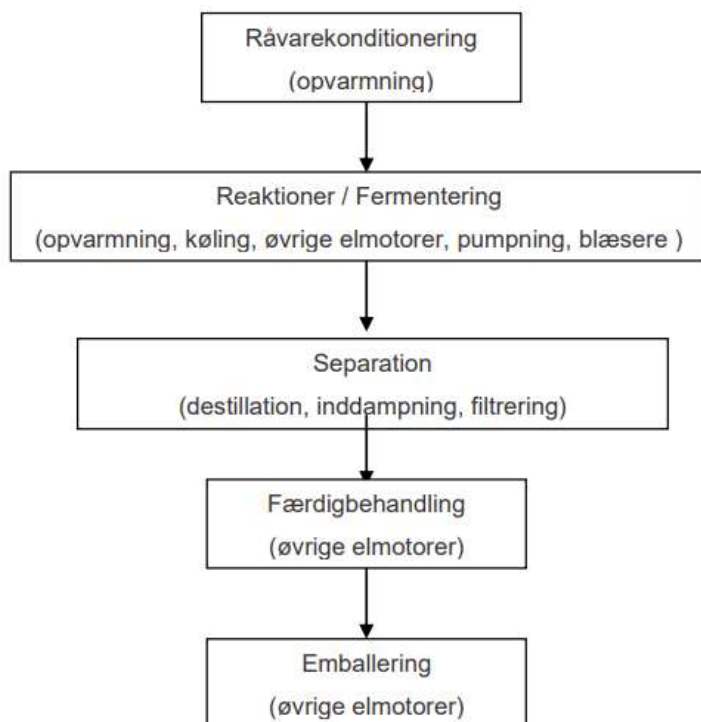 Råvarekonditionering
(opvarmning)
Reaktioner / Fermentering
(opvarmning, køling, øvrige elmotorer, pumpning, blæsere )
Separation
(destillation, inddampning, filtrering)
Færdigbehandling
(øvrige elmotorer)
Emballering
(øvrige elmotorer)